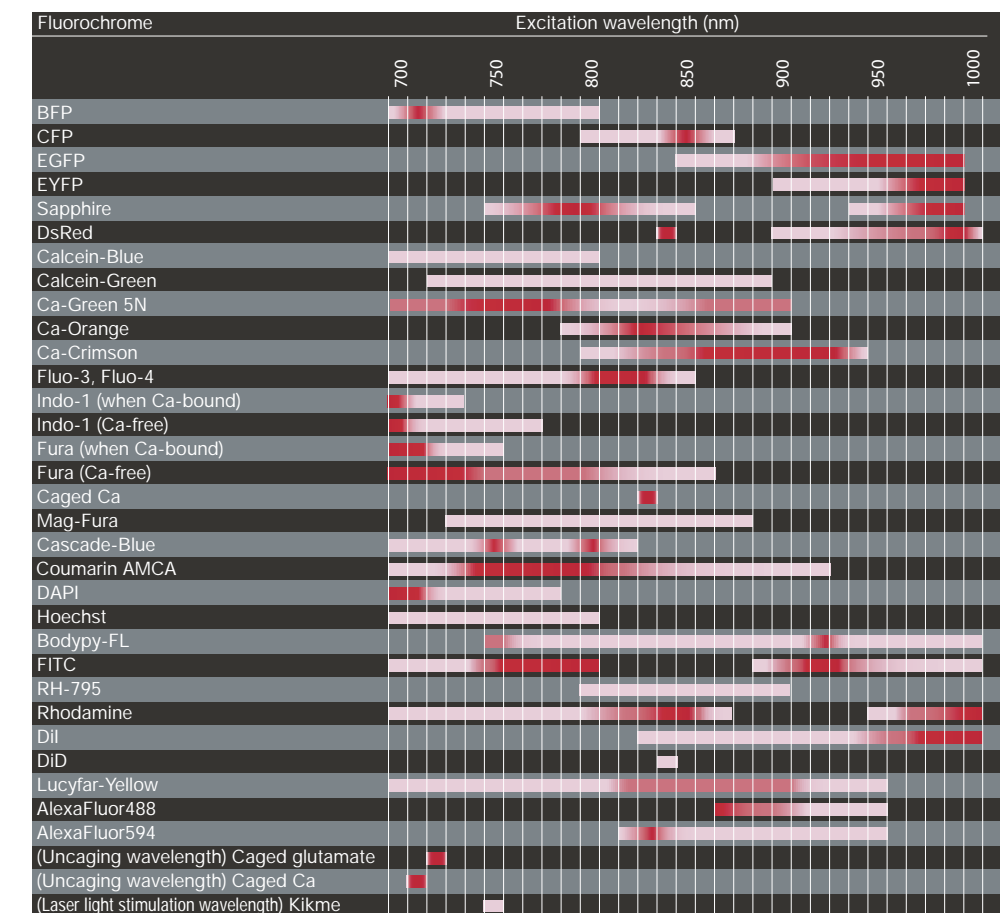 Fluorochrome Excitation wavelength (nm)
700 750 800 850 900 950 1000
BFP
CFP
EGFP
EYFP
Sapphire
DsRed
Calcein-Blue
Calcein-Green
Ca-Green 5N
Ca-Orange
Ca-Crimson
Fluo-3, Fluo-4
Indo-1 (when Ca-bound)
Indo-1 (Ca-free)
Fura (when Ca-bound)
Fura (Ca-free)
Caged Ca
Mag-Fura
Cascade-Blue
Coumarin AMCA
DAPI
Hoechst
Bodypy-FL
FITC
RH-795
Rhodamine
DiI
DiD
Lucyfar-Yellow
AlexaFluor488
AlexaFluor594
(Uncaging wavelength) Caged glutamate
(Uncaging wavelength) Caged Ca
(Laser light stimulation wavelength) Kikme